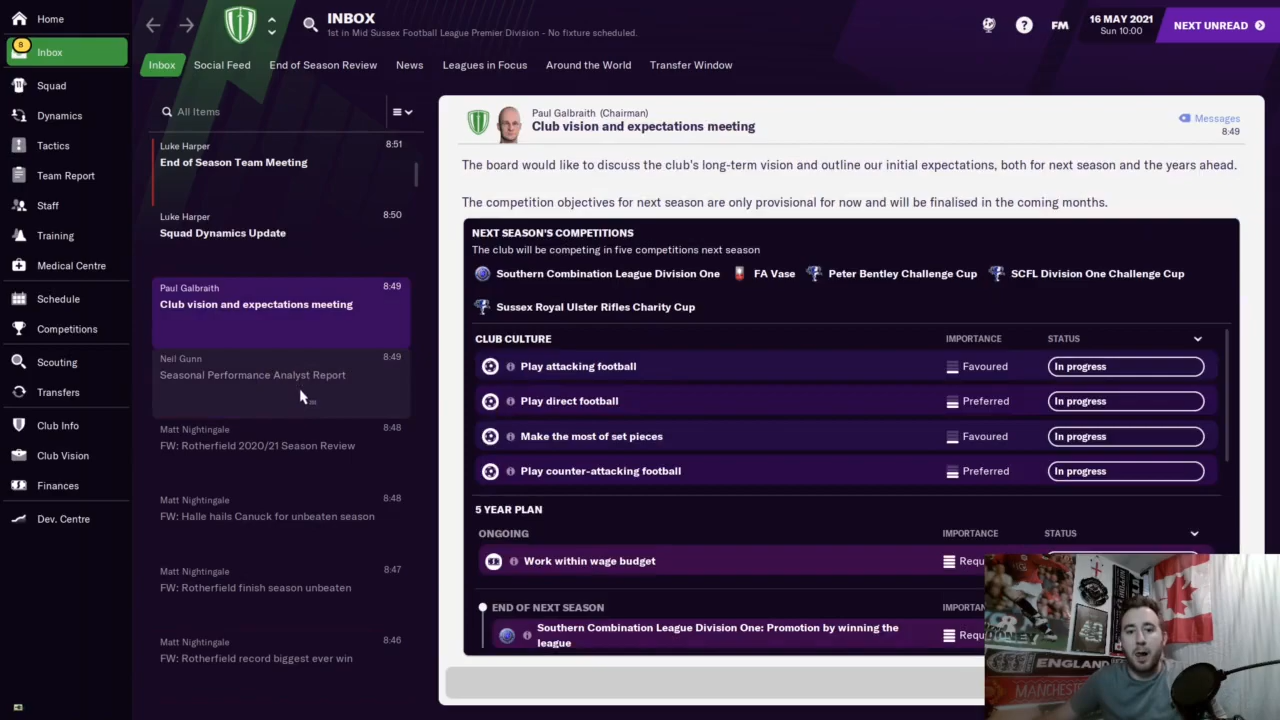 Home
INBOX
1st in Mid Sussex Football League Premier Division - No fixture scheduled.
FM
16 MAY 2021
Sun 10:00
NEXT UNREAD
8
Inbox
Squad
Dynamics
Tactics
Team Report
Staff
Training
Medical Centre
Schedule
Competitions
Scouting
Transfers
Club Info
Club Vision
Finances
Dev. Centre
Inbox
Social Feed
End of Season Review
News
Leagues in Focus
Around the World
Transfer Window
All Items
Luke Harper 8:51
End of Season Team Meeting
Luke Harper 8:50
Squad Dynamics Update
Paul Galbraith 8:49
Club vision and expectations meeting
Neil Gunn 8:49
Seasonal Performance Analyst Report
Matt Nightingale 8:48
FW: Rotherfield 2020/21 Season Review
Matt Nightingale 8:48
FW: Halle hails Canuck for unbeaten season
Matt Nightingale 8:47
FW: Rotherfield finish season unbeaten
Matt Nightingale 8:46
FW: Rotherfield record biggest ever win
Paul Galbraith (Chairman)
Club vision and expectations meeting
Messages
8:49
The board would like to discuss the club's long-term vision and outline our initial expectations, both for next season and the years ahead.
The competition objectives for next season are only provisional for now and will be finalised in the coming months.
NEXT SEASON'S COMPETITIONS
The club will be competing in five competitions next season
Southern Combination League Division One FA Vase Peter Bentley Challenge Cup SCFL Division One Challenge Cup
Sussex Royal Ulster Rifles Charity Cup
CLUB CULTURE IMPORTANCE STATUS
Play attacking football Favoured In progress
Play direct football Preferred In progress
Make the most of set pieces Favoured In progress
Play counter-attacking football Preferred In progress
5 YEAR PLAN
ONGOING IMPORTANCE STATUS
Work within wage budget Requ
END OF NEXT SEASON IMPORTANC
Southern Combination League Division One: Promotion by winning the Requ
league
ENGLAND
MANCHESTE